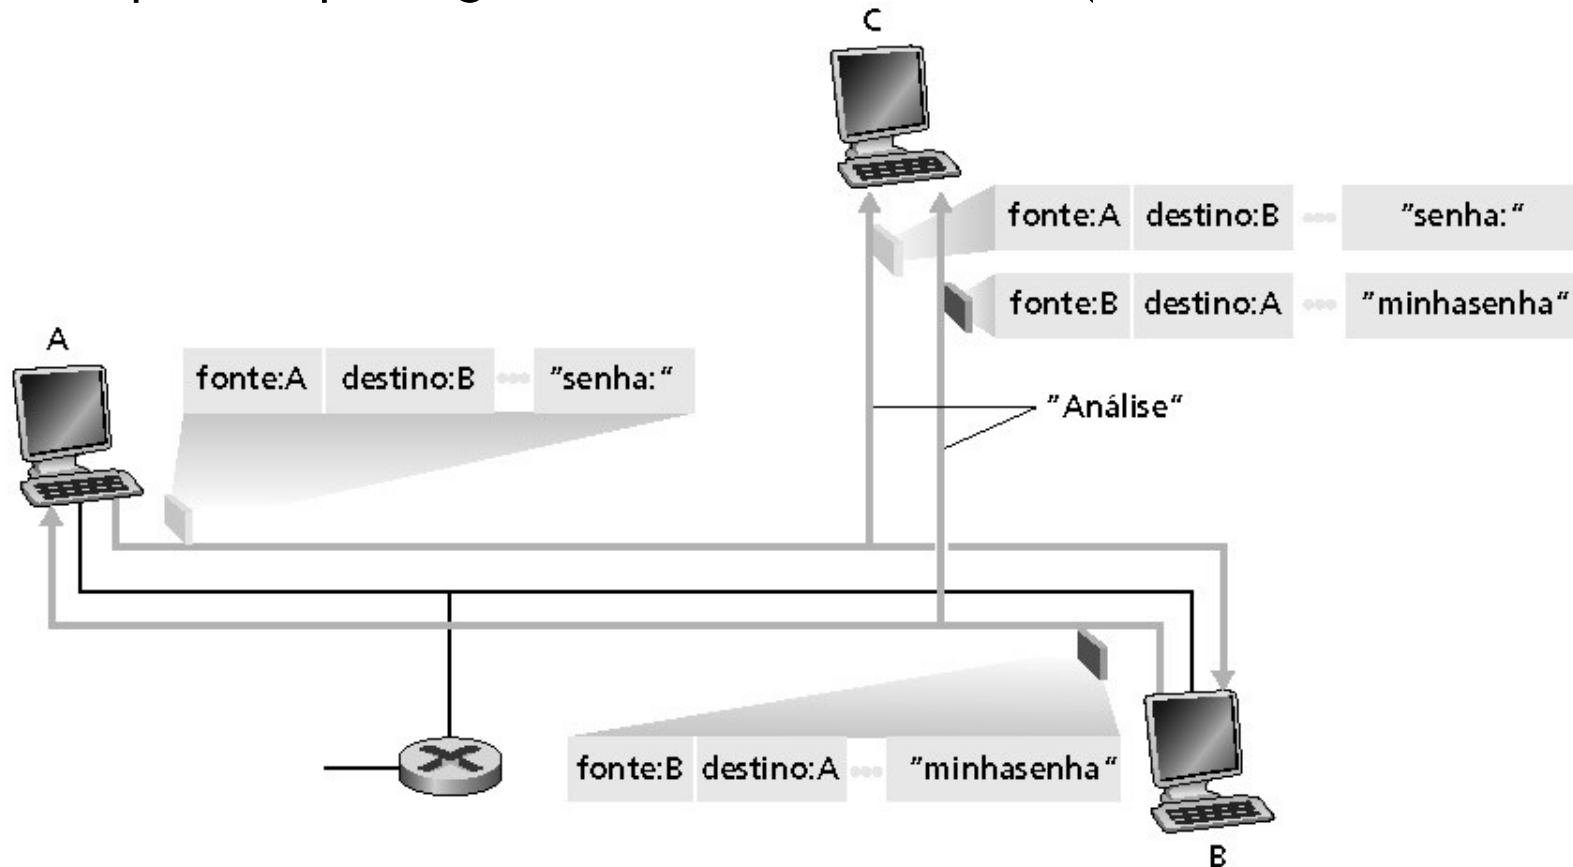 C
fonte:A destino:B ... "senha:"
fonte:B destino:A ... "minhasenha"
A
fonte:A destino:B ... "senha:"
"Análise"
fonte:B destino:A ... "minhasenha"
B